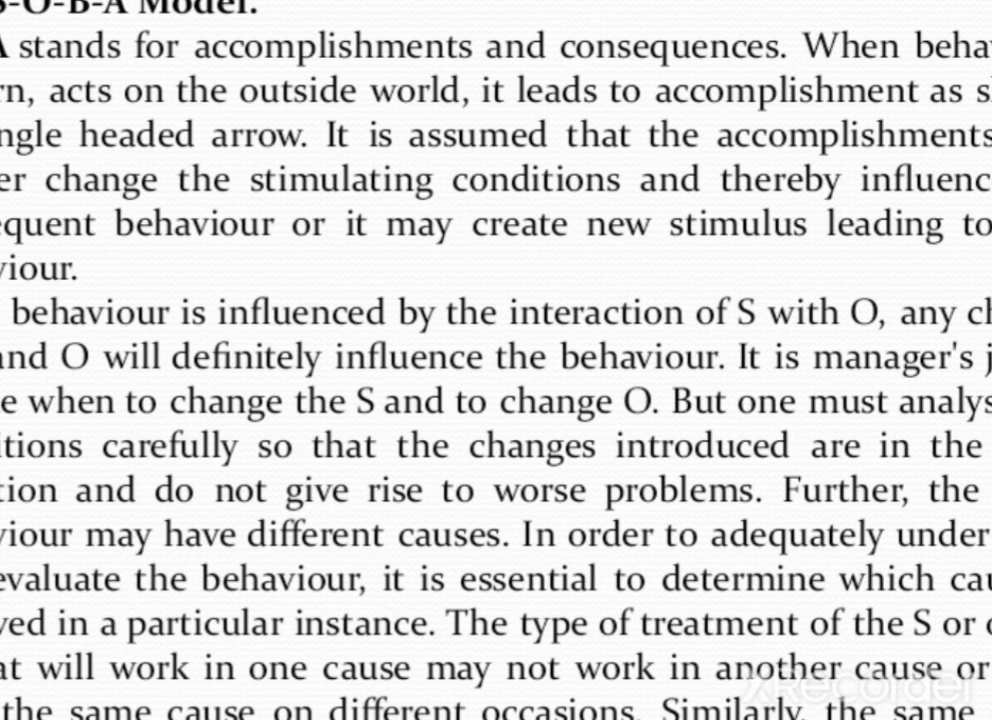 S-O-B-A Model.
A stands for accomplishments and consequences. When behav
rn, acts on the outside world, it leads to accomplishment as s
ngle headed arrow. It is assumed that the accomplishments
er change the stimulating conditions and thereby influenc
equent behaviour or it may create new stimulus leading to
viour.
behaviour is influenced by the interaction of S with O, any ch
and O will definitely influence the behaviour. It is manager's j
e when to change the S and to change O. But one must analys
itions carefully so that the changes introduced are in the
tion and do not give rise to worse problems. Further, the
viour may have different causes. In order to adequately under
evaluate the behaviour, it is essential to determine which cau
ved in a particular instance. The type of treatment of the S or o
at will work in one cause may not work in another cause or
the same cause on different occasions. Similarly, the same
XRecorder